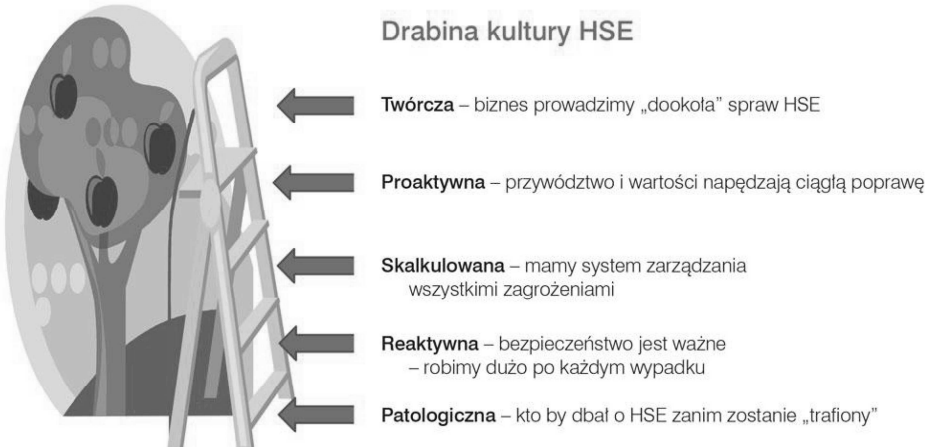 Drabina kultury HSE
Twórcza – biznes prowadzimy „dookoła” spraw HSE
Proaktywna – przywództwo i wartości napędzają ciągłą poprawę
Skalkulowana – mamy system zarządzania
wszystkimi zagrożeniami
Reaktywna – bezpieczeństwo jest ważne
– robimy dużo po każdym wypadku
Patologiczna – kto by dbał o HSE zanim zostanie „trafiony”